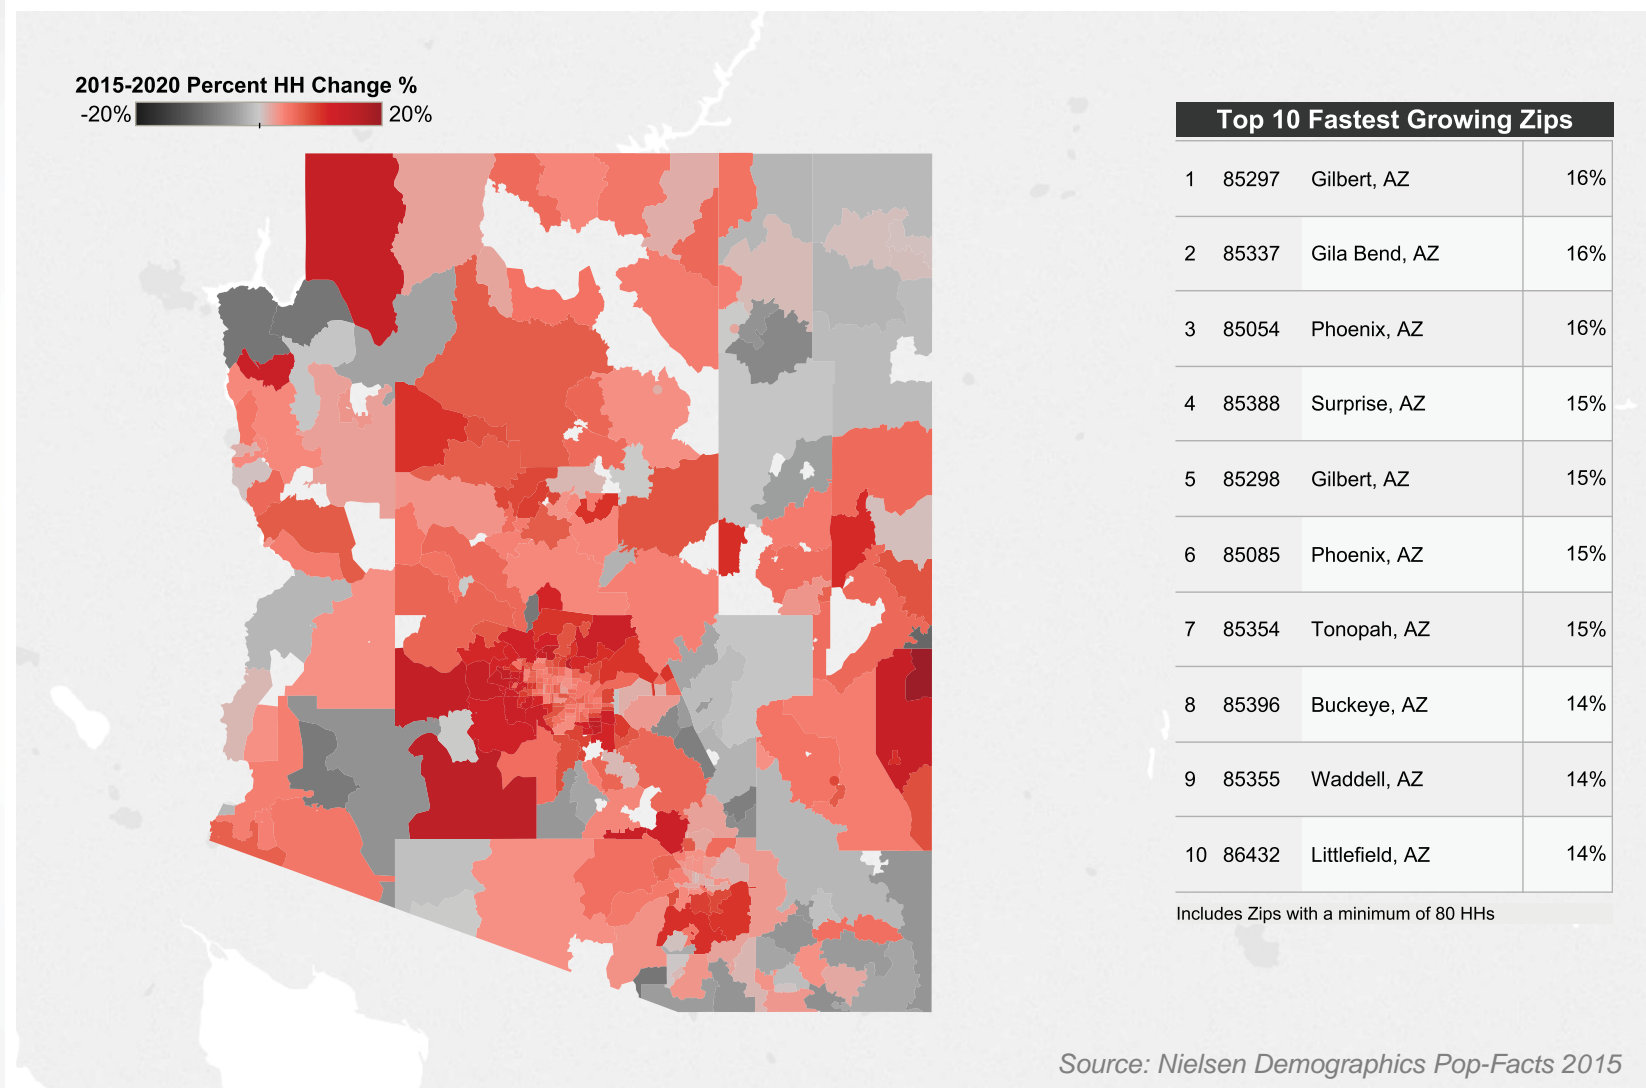 2015-2020 Percent HH Change %
-20% 20%
Top 10 Fastest Growing Zips
1 85297 Gilbert, AZ 16%
2 85337 Gila Bend, AZ 16%
3 85054 Phoenix, AZ 16%
4 85388 Surprise, AZ 15%
5 85298 Gilbert, AZ 15%
6 85085 Phoenix, AZ 15%
7 85354 Tonopah, AZ 15%
8 85396 Buckeye, AZ 14%
9 85355 Waddell, AZ 14%
10 86432 Littlefield, AZ 14%
Includes Zips with a minimum of 80 HHs
Source: Nielsen Demographics Pop-Facts 2015